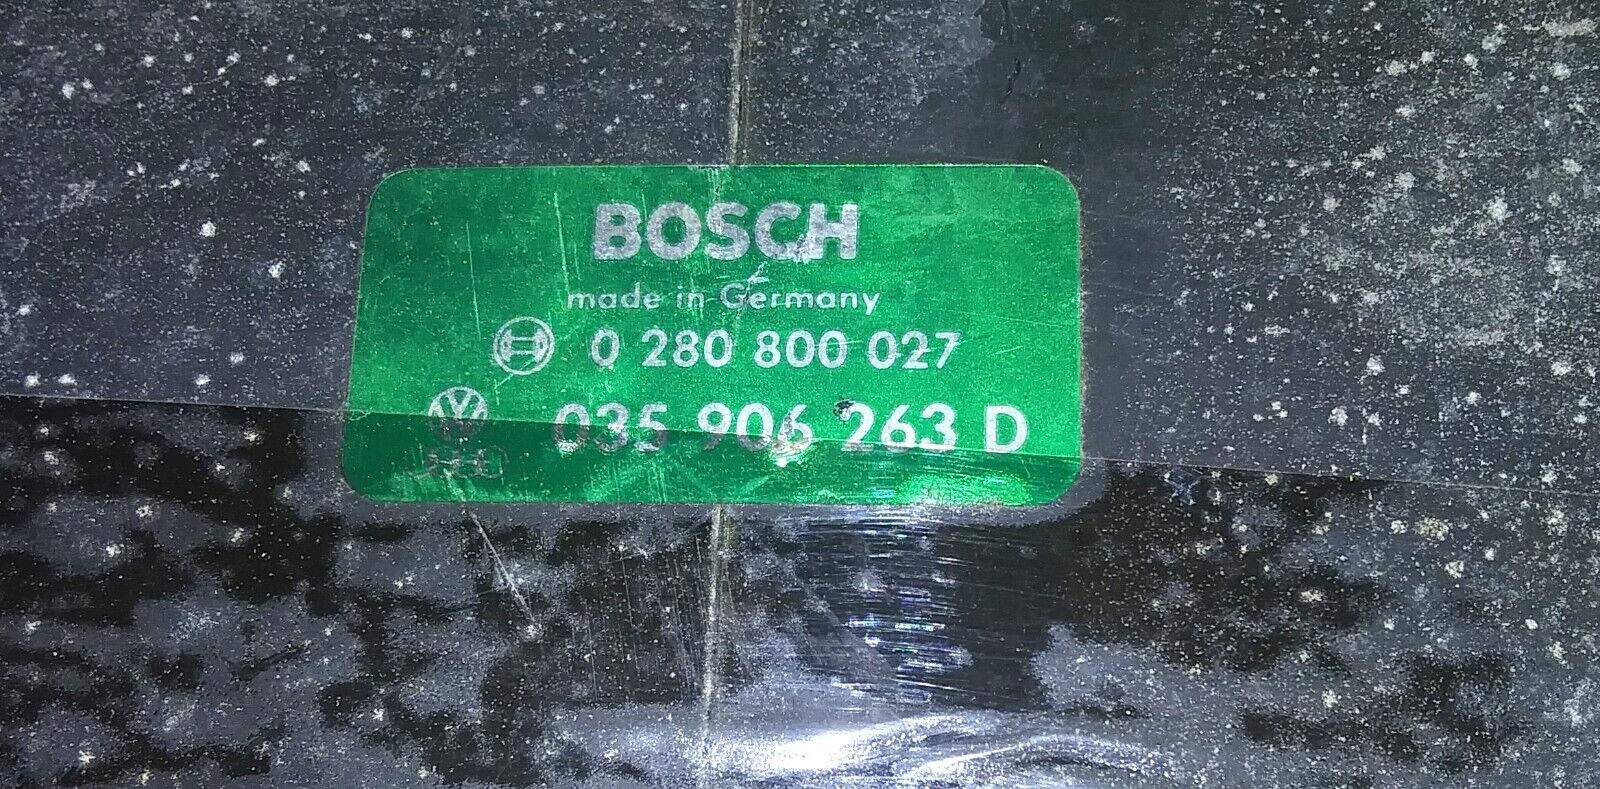 BOSCH
made in Germany
0 280 800 027
035 906 263 D